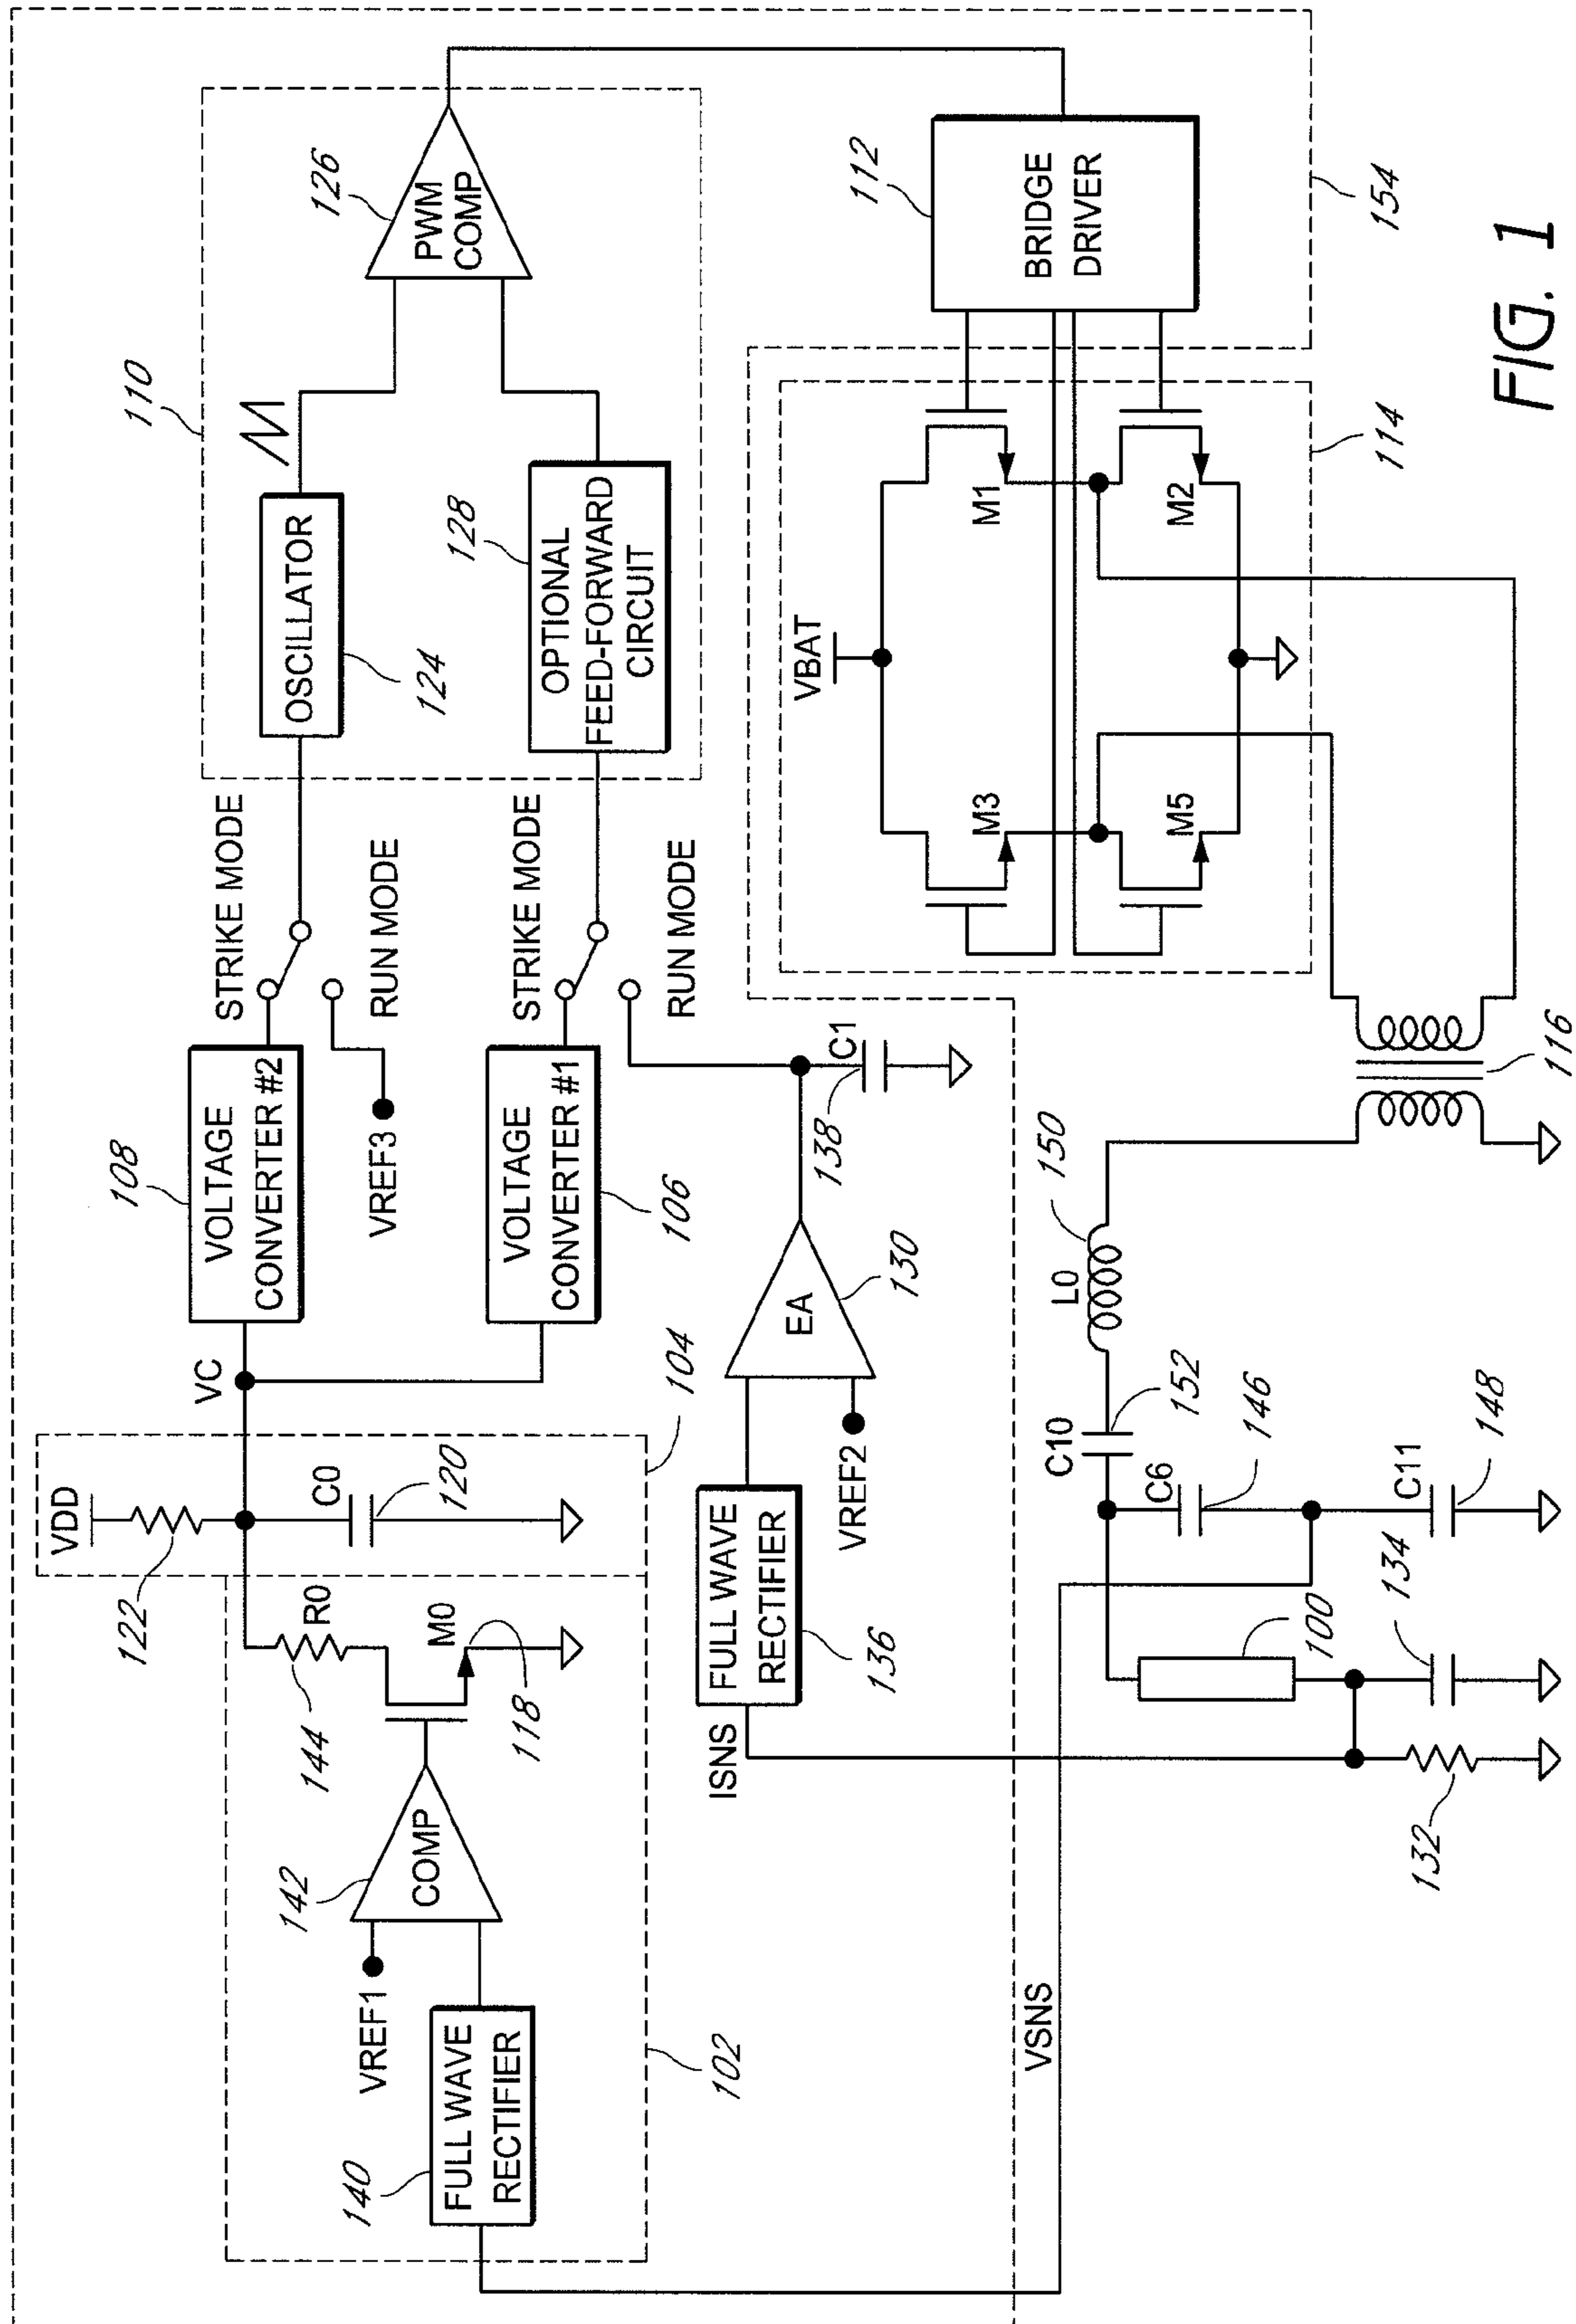 110
126
PWM
COMP
OSCILLATOR
124
128
OPTIONAL
FEED-FORWARD
CIRCUIT
112
BRIDGE
DRIVER
154
STRIKE MODE
RUN MODE
STRIKE MODE
RUN MODE
108
VOLTAGE
CONVERTER #2
VREF3
VOLTAGE
CONVERTER #1
106
VC
104
VDD
122
C0
120
R0
144
M0
118
142
COMP
VREF1
140
FULL WAVE
RECTIFIER
102
EA
130
138
C1
VREF2
FULL WAVE
RECTIFIER
136
ISNS
VSNS
VBAT
M1
M2
M3
M5
114
116
150
L0
C10
152
C6
146
C11
148
134
100
132
FIG. 1